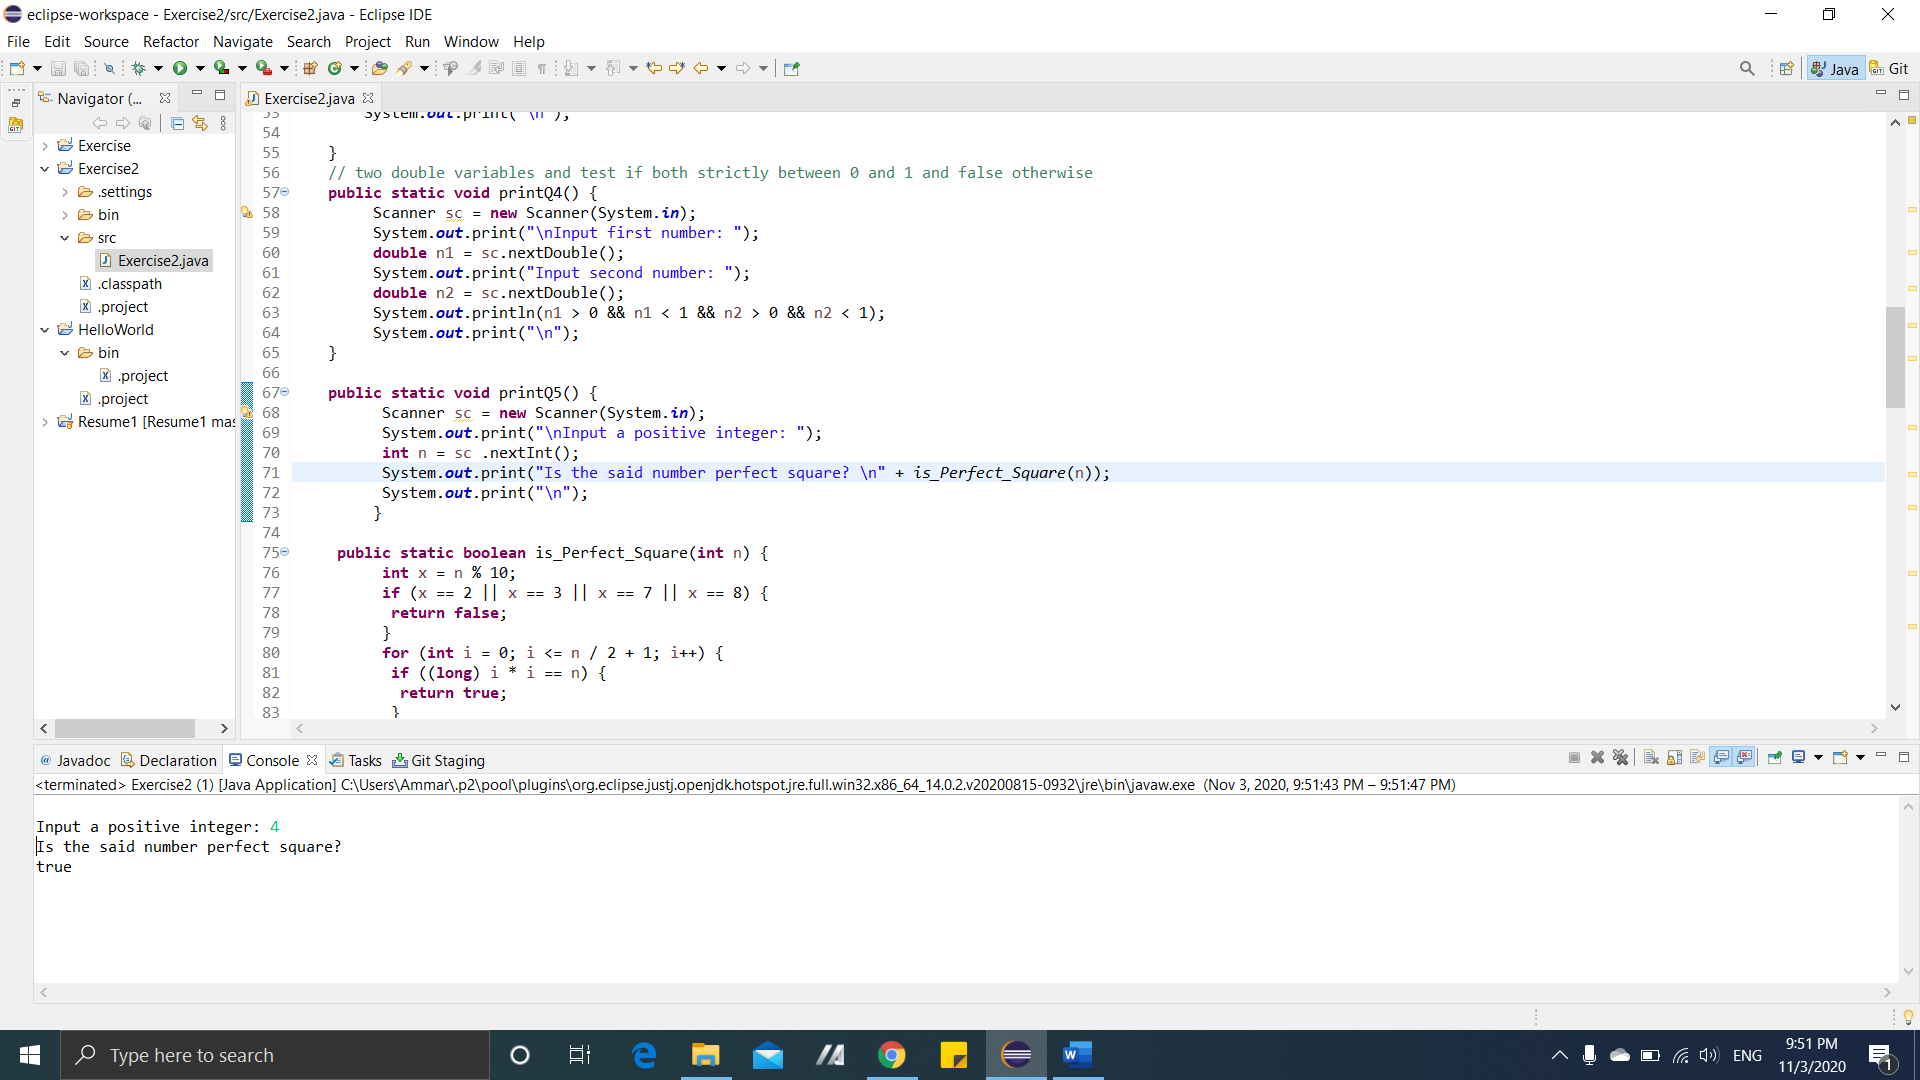 eclipse-workspace - Exercise2/src/Exercise2.java - Eclipse IDE
File Edit Source Refactor Navigate Search Project Run Window Help
Java Git
Navigator (...
Exercise2.java
Exercise
Exercise2
.settings
bin
src
Exercise2.java
.classpath
.project
HelloWorld
bin
.project
.project
Resume1 [Resume1 mas
53 System.out.print("\n");
54
55 }
56 // two double variables and test if both strictly between 0 and 1 and false otherwise
57 public static void printQ4() {
58 Scanner sc = new Scanner(System.in);
59 System.out.print("\nInput first number: ");
60 double n1 = sc.nextDouble();
61 System.out.print("Input second number: ");
62 double n2 = sc.nextDouble();
63 System.out.println(n1 > 0 && n1 < 1 && n2 > 0 && n2 < 1);
64 System.out.print("\n");
65 }
66
67 public static void printQ5() {
68 Scanner sc = new Scanner(System.in);
69 System.out.print("\nInput a positive integer: ");
70 int n = sc .nextInt();
71 System.out.print("Is the said number perfect square? \n" + is_Perfect_Square(n));
72 System.out.print("\n");
73 }
74
75 public static boolean is_Perfect_Square(int n) {
76 int x = n % 10;
77 if (x == 2 || x == 3 || x == 7 || x == 8) {
78 return false;
79 }
80 for (int i = 0; i <= n / 2 + 1; i++) {
81 if ((long) i * i == n) {
82 return true;
83 }
@ Javadoc Declaration Console Tasks Git Staging
<terminated> Exercise2 (1) [Java Application] C:\Users\Ammar\.p2\pool\plugins\org.eclipse.justj.openjdk.hotspot.jre.full.win32.x86_64_14.0.2.v20200815-0932\jre\bin\javaw.exe (Nov 3, 2020, 9:51:43 PM – 9:51:47 PM)
Input a positive integer: 4
Is the said number perfect square?
true
Type here to search
ENG
9:51 PM
11/3/2020
1